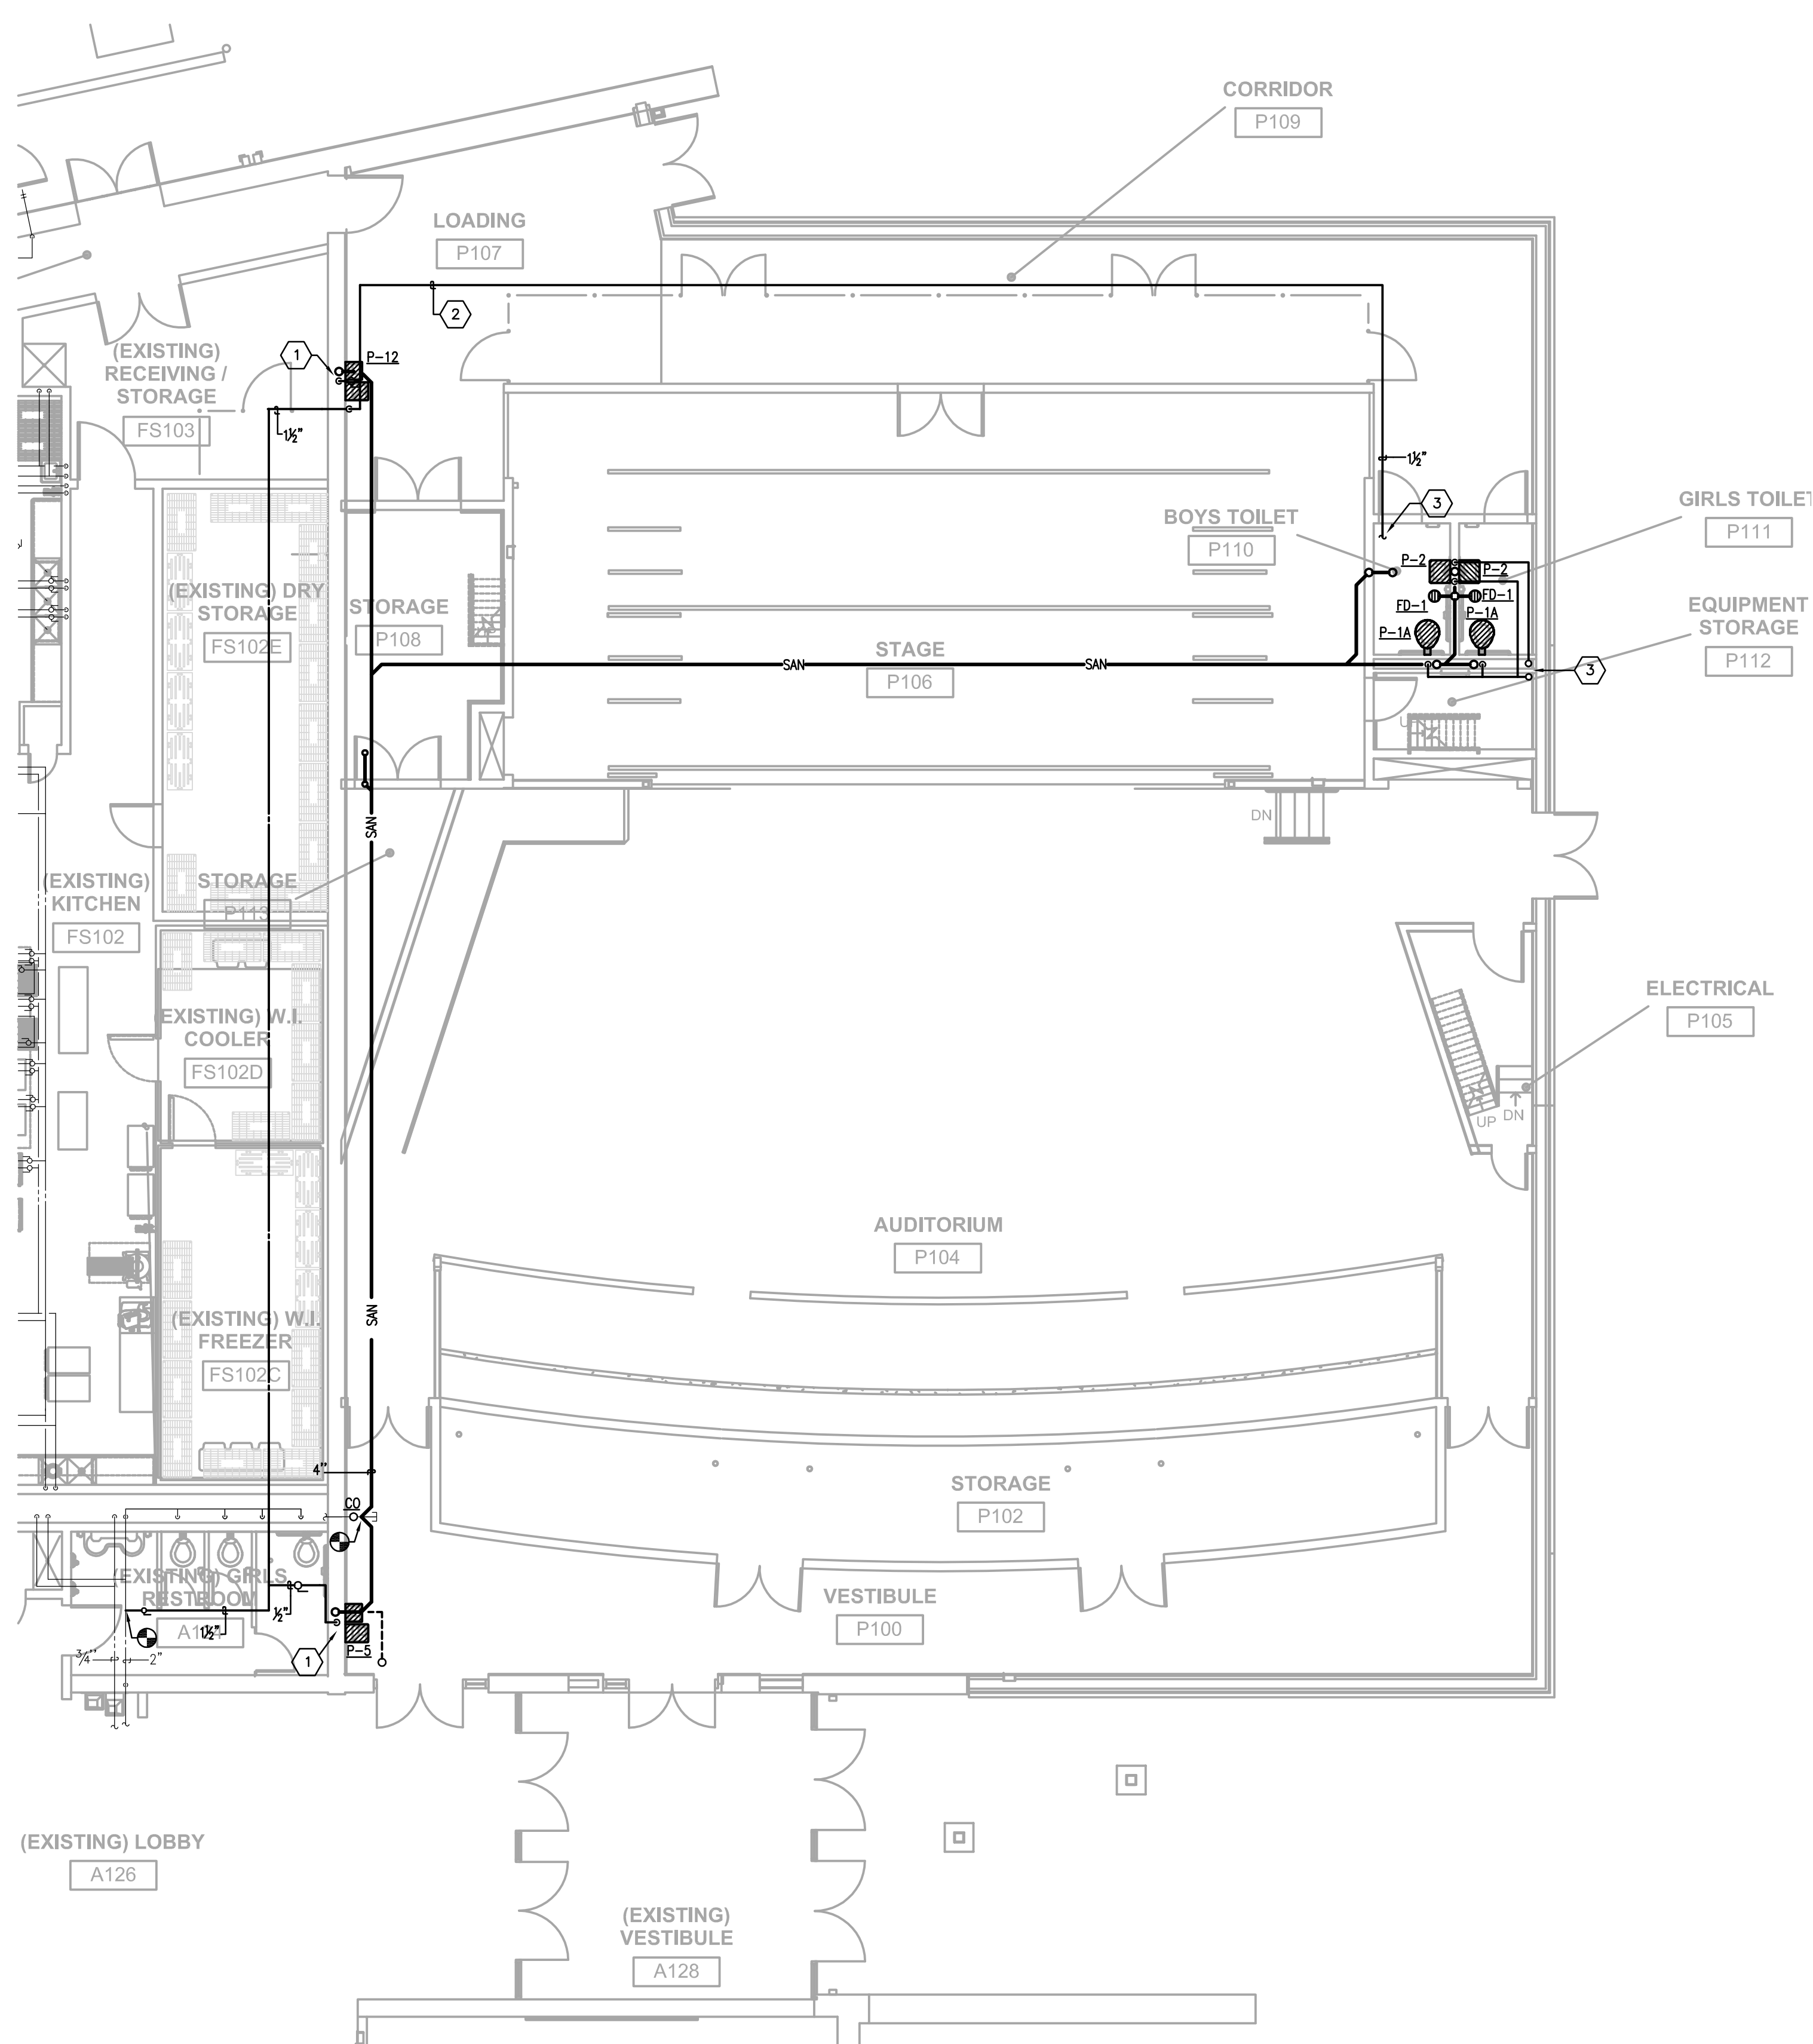 CORRIDOR
P109
LOADING
P107
2
1
P-12
(EXISTING)
RECEIVING /
STORAGE
FS103
1½"
1½"
3
GIRLS TOILET
P111
BOYS TOILET
P110
P-2
P-2
FD-1
FD-1
P-1A
P-1A
EQUIPMENT
STORAGE
P112
3
(EXISTING) DRY
STORAGE
FS102E
STORAGE
P108
UP
STAGE
P106
SAN
SAN
DN
SAN
(EXISTING)
KITCHEN
FS102
STORAGE
P113
ELECTRICAL
P105
(EXISTING) W.I.
COOLER
FS102D
UP
DN
AUDITORIUM
P104
SAN
(EXISTING) W.I.
FREEZER
FS102C
4"
STORAGE
P102
CO
(EXISTING) GIRLS
RESTROOM
1½"
½"
VESTIBULE
P100
1
P-5
3/4"
2"
(EXISTING) LOBBY
A126
(EXISTING)
VESTIBULE
A128